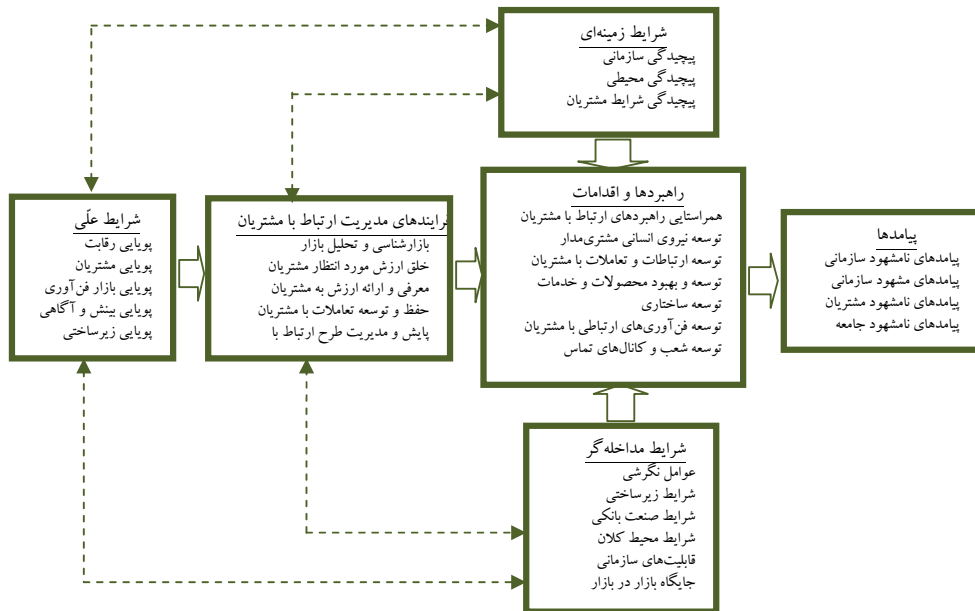 شرایط زمینه‌ای
پیچیدگی سازمانی
پیچیدگی محیطی
پیچیدگی شرایط مشتریان
شرایط علّی
پویایی رقابت
پویایی مشتریان
پویایی بازار فن‌آوری
پویایی بینش و آگاهی
پویایی زیرساختی
فرایندهای مدیریت ارتباط با مشتریان
بازارشناسی و تحلیل بازار
خلق ارزش مورد انتظار مشتریان
معرفی و ارائه ارزش به مشتریان
حفظ و توسعه تعاملات با مشتریان
پایش و مدیریت طرح ارتباط با
راهبردها و اقدامات
همراستایی راهبردهای ارتباط با مشتریان
توسعه نیروی انسانی مشتری‌مدار
توسعه ارتباطات و تعاملات با مشتریان
توسعه و بهبود محصولات و خدمات
توسعه ساختاری
توسعه فن‌آوری‌های ارتباطی با مشتریان
توسعه شعب و کانال‌های تماس
پیامدها
پیامدهای نامشهود سازمانی
پیامدهای مشهود سازمانی
پیامدهای نامشهود مشتریان
پیامدهای نامشهود جامعه
شرایط مداخله‌گر
عوامل نگرشی
شرایط زیرساختی
شرایط صنعت بانکی
شرایط محیط کلان
قابلیت‌های سازمانی
جایگاه بازار در بازار